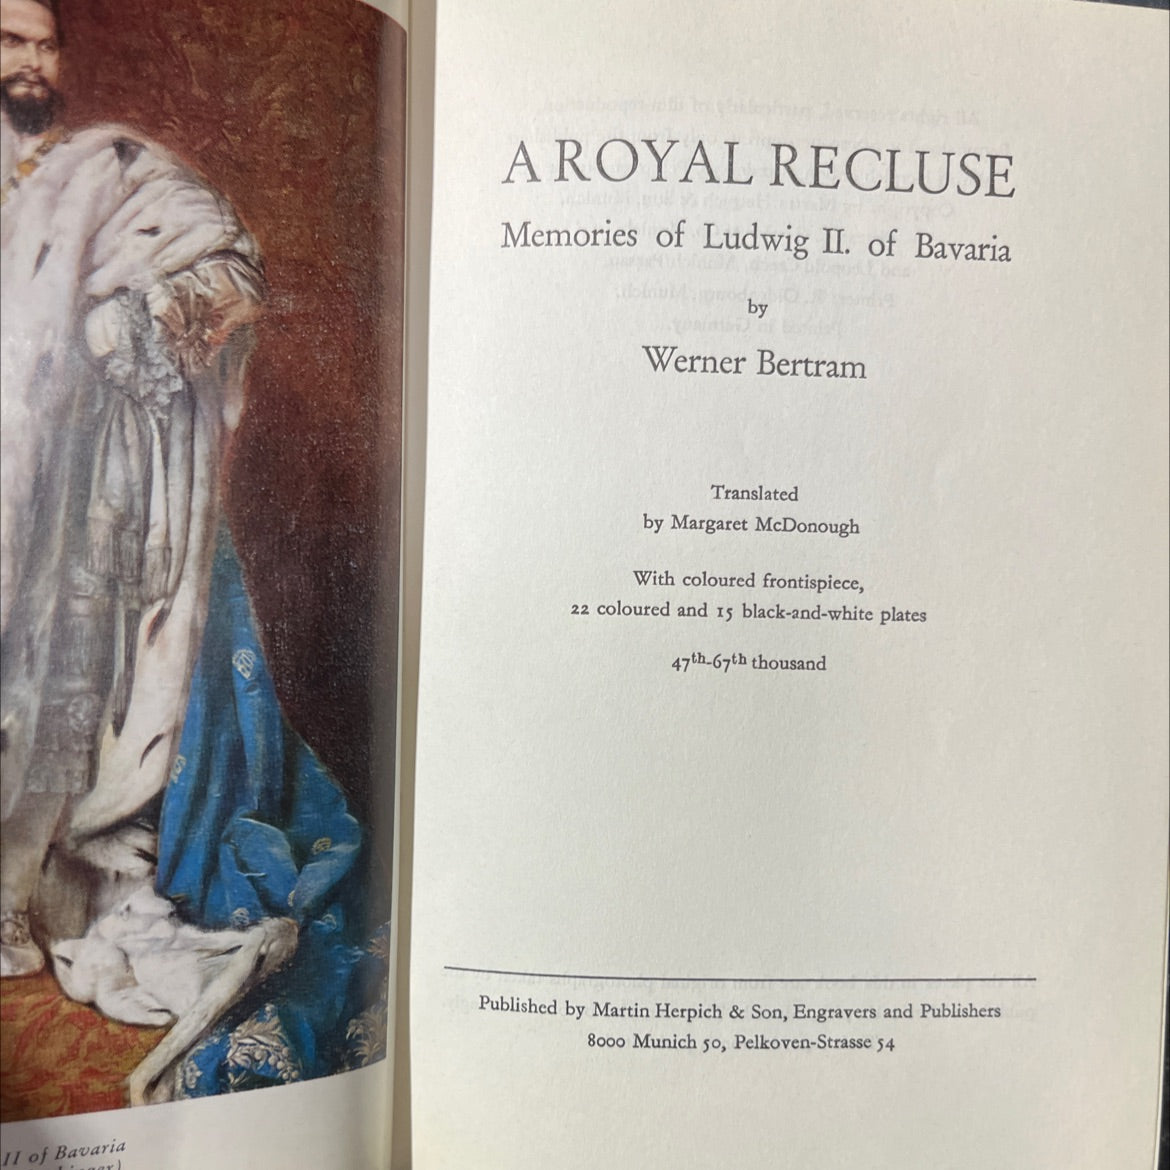 A ROYAL RECLUSE
Memories of Ludwig II. of Bavaria
by
Werner Bertram
Translated
by Margaret McDonough
With coloured frontispiece,
22 coloured and 15 black-and-white plates
47th-67th thousand
Published by Martin Herpich & Son, Engravers and Publishers
8000 Munich 50, Pelkoven-Strasse 54
II of Bavaria